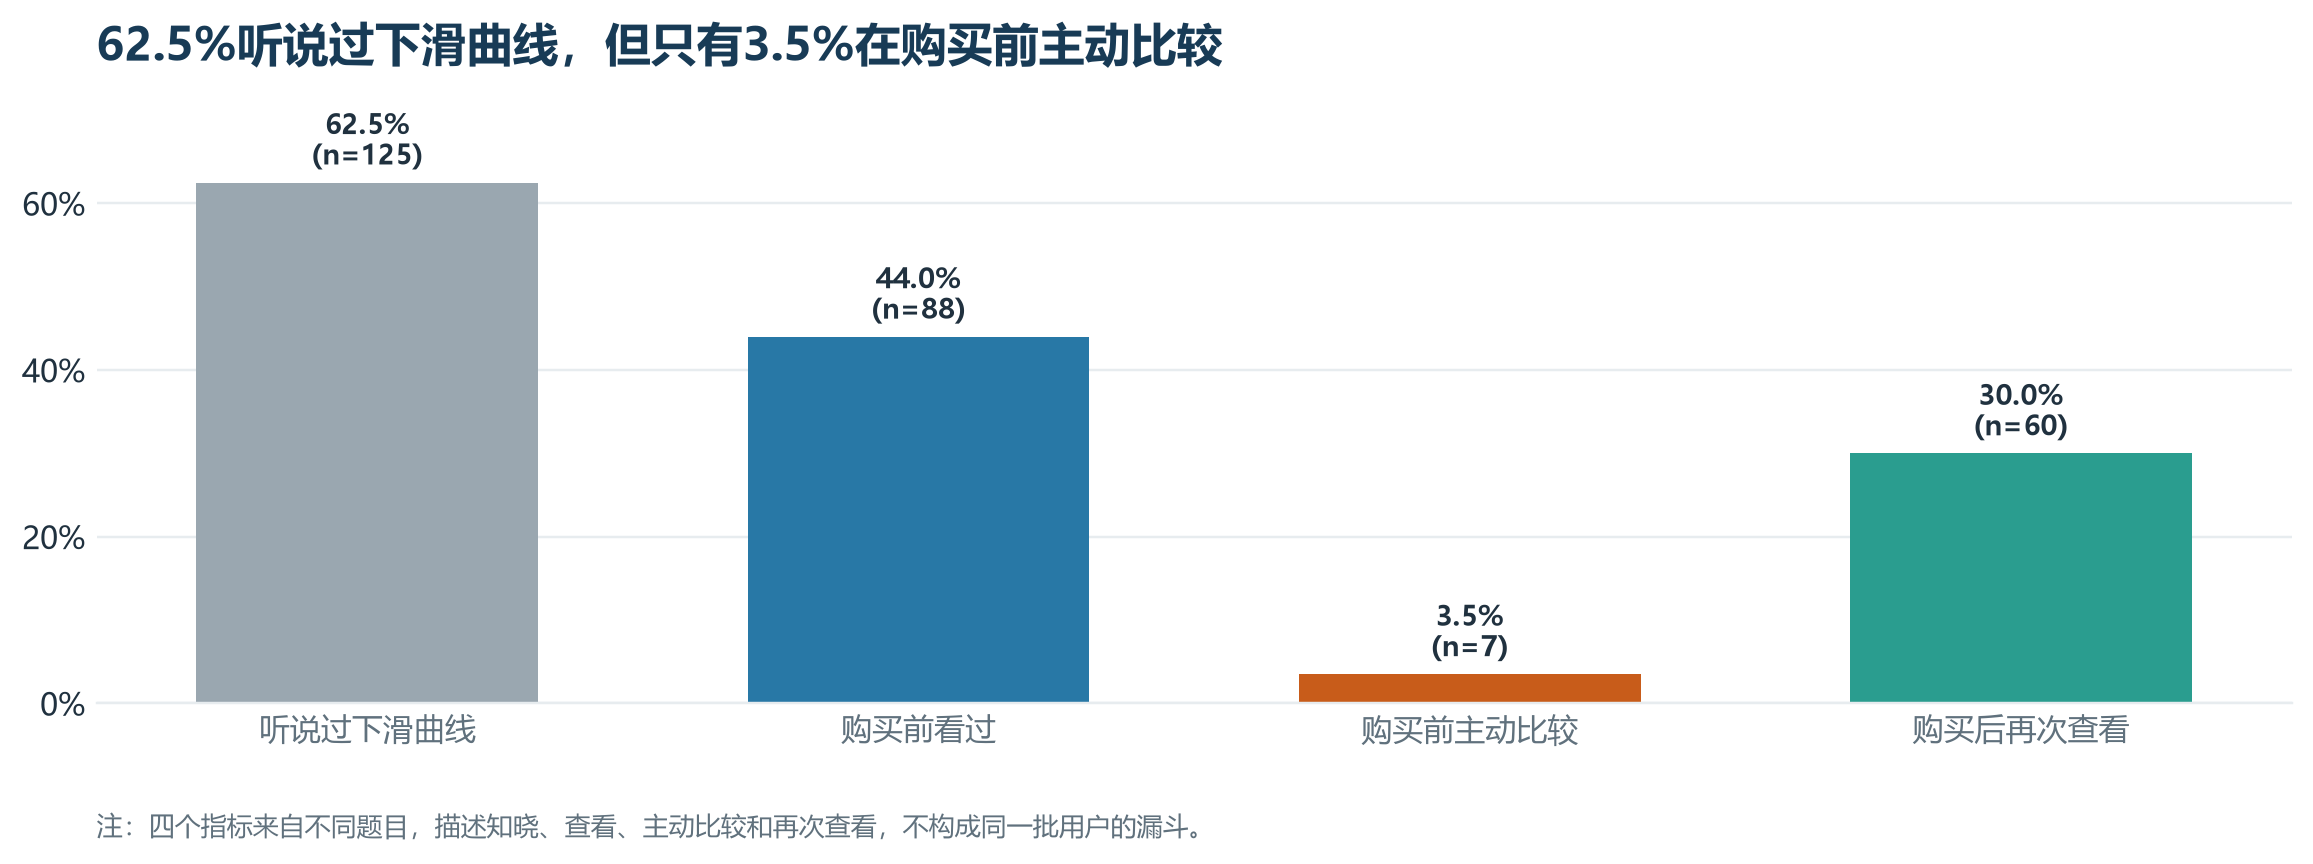 62.5%听说过下滑曲线，但只有3.5%在购买前主动比较
62.5%
(n=125)
44.0%
(n=88)
30.0%
(n=60)
3.5%
(n=7)
60%
40%
20%
0%
听说过下滑曲线
购买前看过
购买前主动比较
购买后再次查看
注：四个指标来自不同题目，描述知晓、查看、主动比较和再次查看，不构成同一批用户的漏斗。